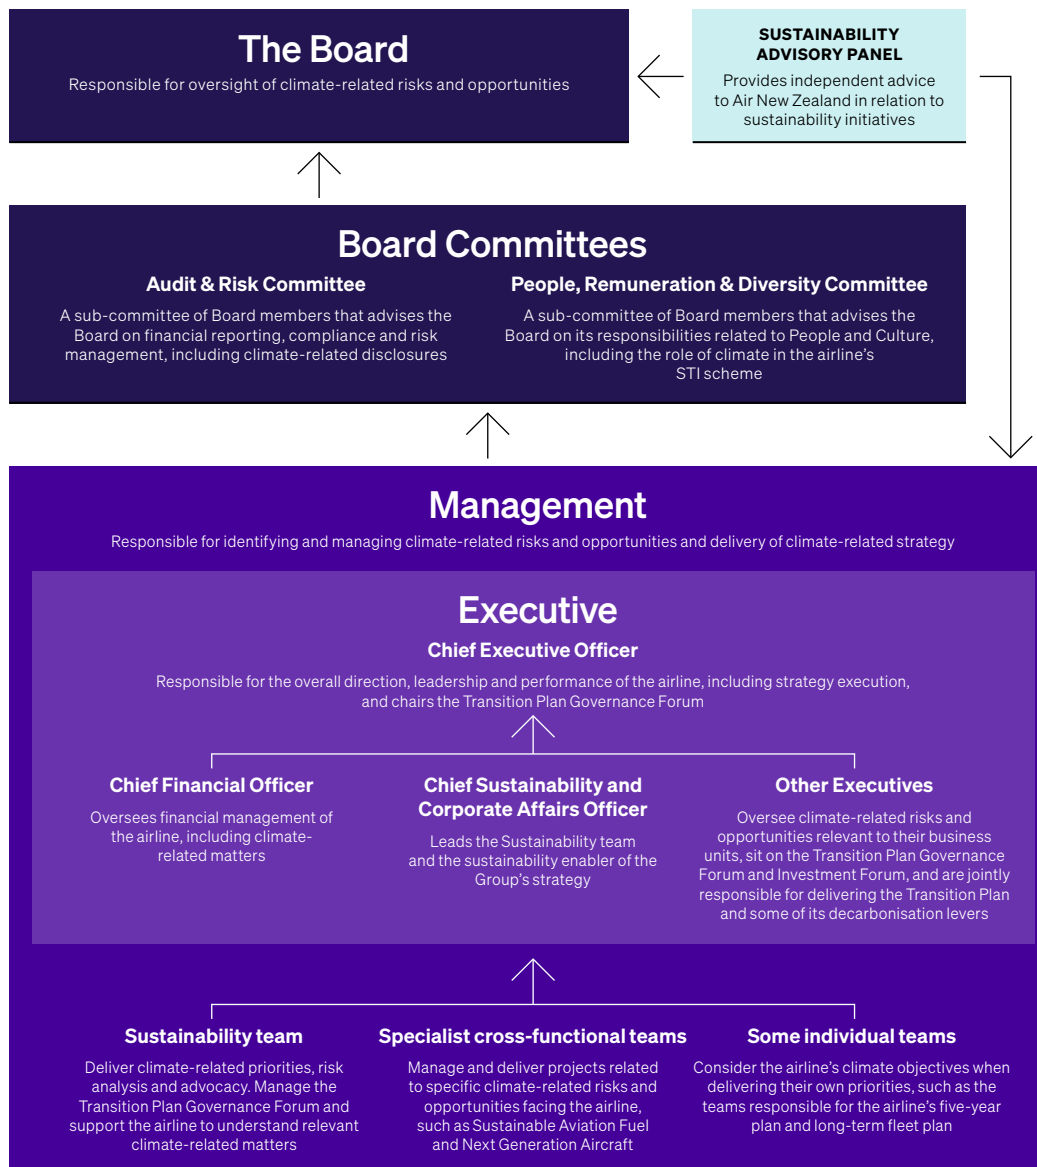 The Board
Responsible for oversight of climate-related risks and opportunities
SUSTAINABILITY
ADVISORY PANEL
Provides independent advice
to Air New Zealand in relation to
sustainability initiatives
Board Committees
Audit & Risk Committee
A sub-committee of Board members that advises the
Board on financial reporting, compliance and risk
management, including climate-related disclosures
People, Remuneration & Diversity Committee
A sub-committee of Board members that advises the
Board on its responsibilities related to People and Culture,
including the role of climate in the airline's
STI scheme
Management
Responsible for identifying and managing climate-related risks and opportunities and delivery of climate-related strategy
Executive
Chief Executive Officer
Responsible for the overall direction, leadership and performance of the airline, including strategy execution,
and chairs the Transition Plan Governance Forum
Chief Financial Officer
Oversees financial management of
the airline, including climate-
related matters
Chief Sustainability and
Corporate Affairs Officer
Leads the Sustainability team
and the sustainability enabler of the
Group's strategy
Other Executives
Oversee climate-related risks and
opportunities relevant to their business
units, sit on the Transition Plan Governance
Forum and Investment Forum, and are jointly
responsible for delivering the Transition Plan
and some of its decarbonisation levers
Sustainability team
Deliver climate-related priorities, risk
analysis and advocacy. Manage the
Transition Plan Governance Forum and
support the airline to understand relevant
climate-related matters
Specialist cross-functional teams
Manage and deliver projects related
to specific climate-related risks and
opportunities facing the airline,
such as Sustainable Aviation Fuel
and Next Generation Aircraft
Some individual teams
Consider the airline's climate objectives when
delivering their own priorities, such as the
teams responsible for the airline's five-year
plan and long-term fleet plan